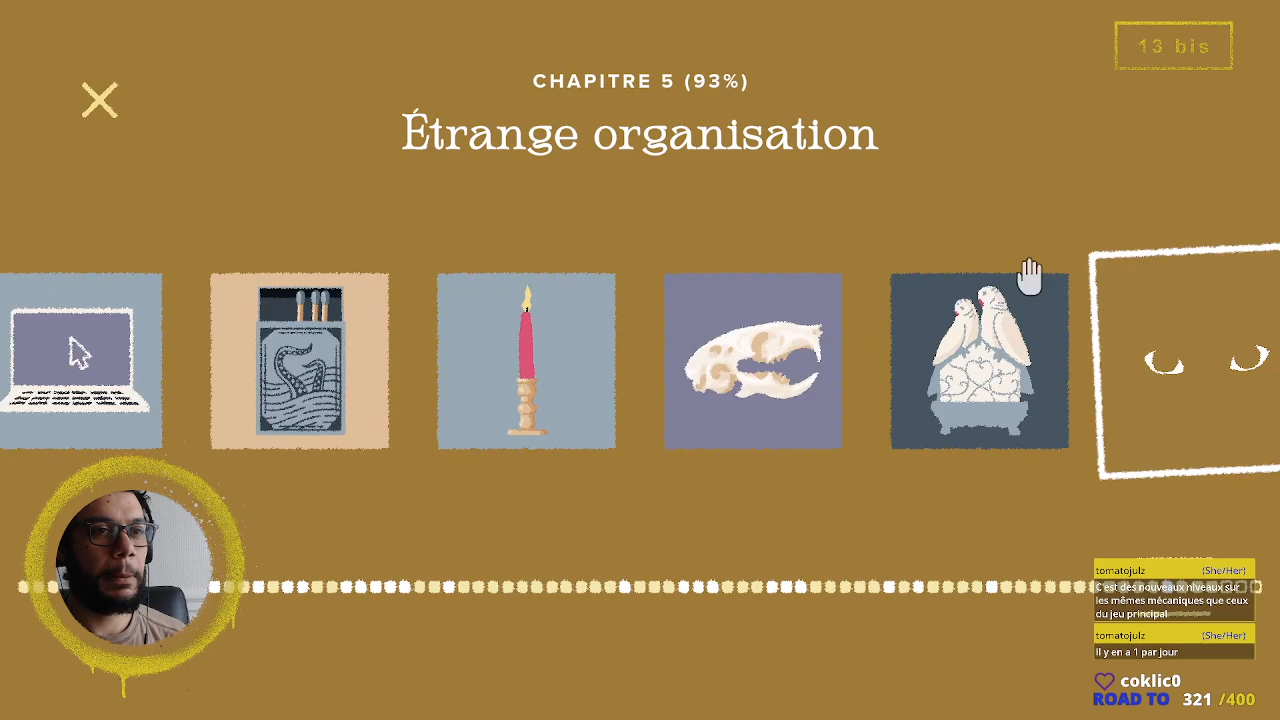 13 bis
CHAPITRE 5 (93%)
Étrange organisation
tomatojulz (She/Her)
C'est des nouveaux niveaux sur
les mêmes mécaniques que ceux
du jeu principal
tomatojulz (She/Her)
Il y en a 1 par jour
coklic0
ROAD TO 321 /400